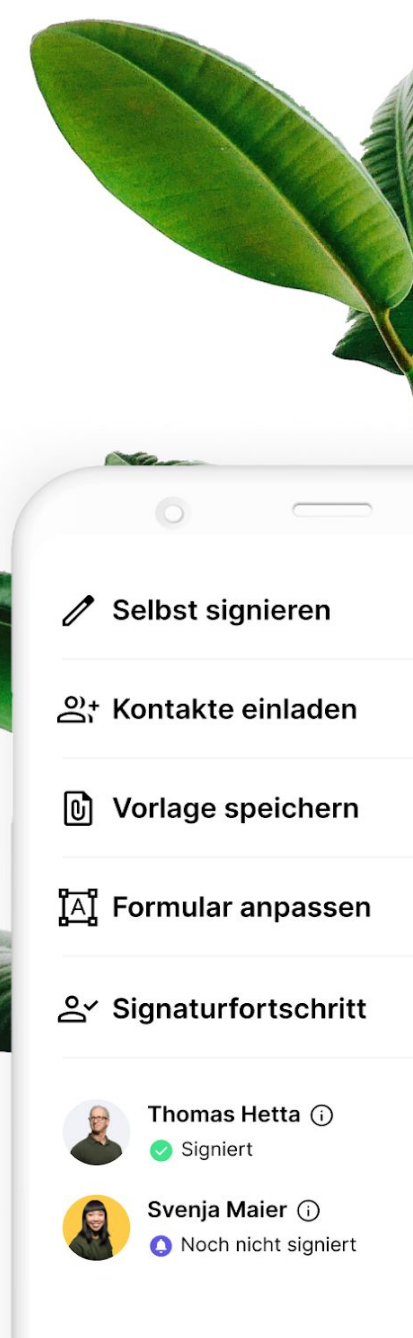 Selbst signieren
Kontakte einladen
Vorlage speichern
Formular anpassen
Signaturfortschritt
Thomas Hetta
Signiert
Svenja Maier
Noch nicht signiert